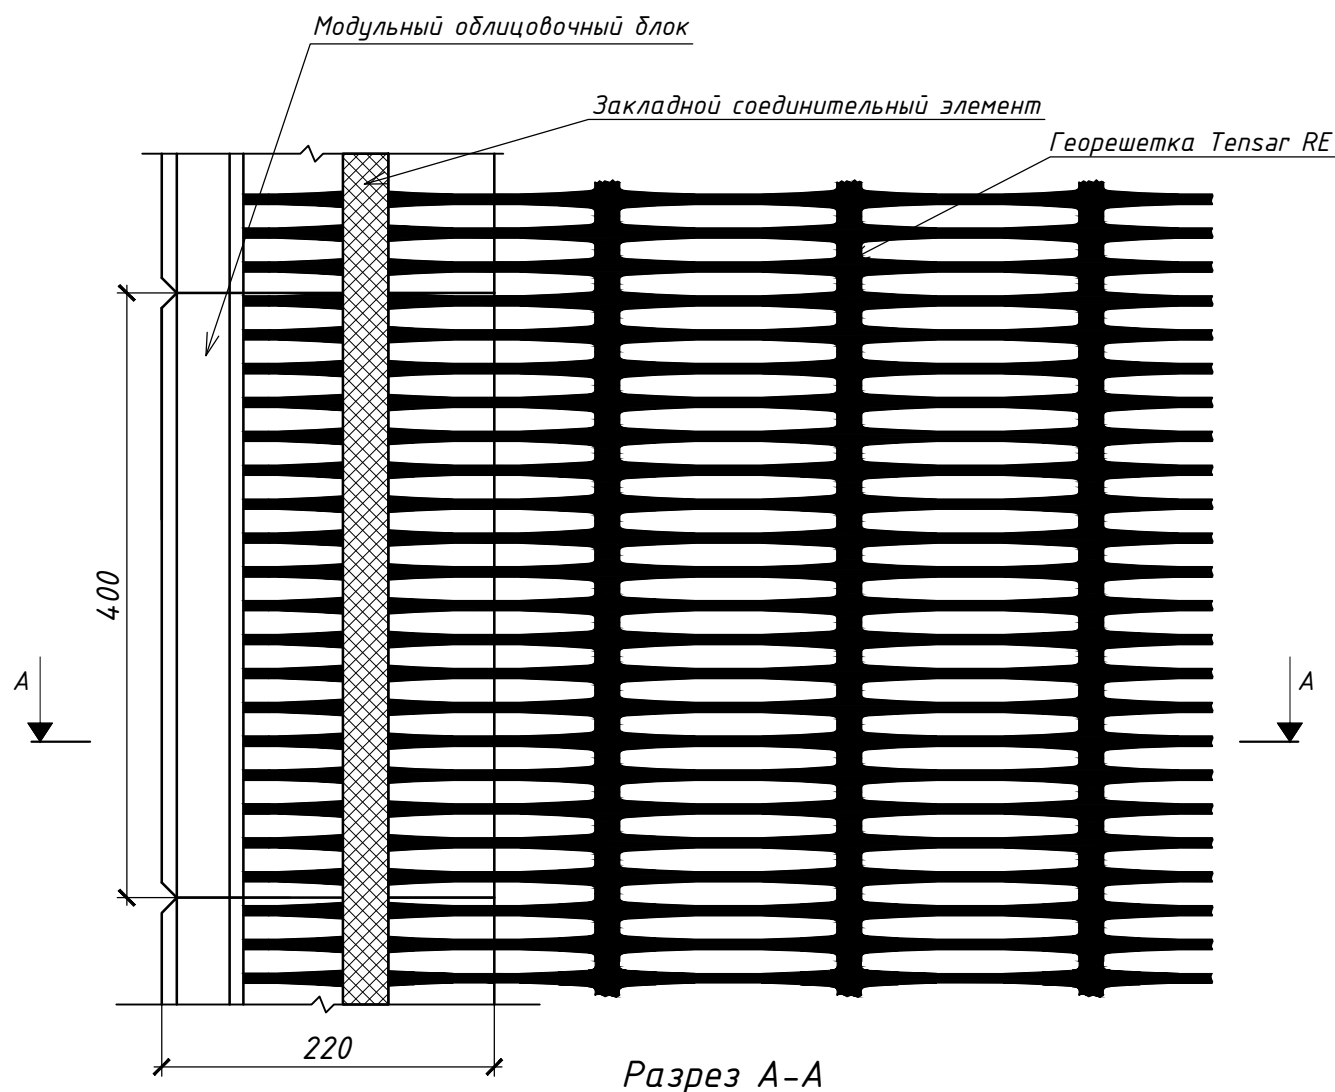 Модульный облицовочный блок
Закладной соединительный элемент
Георешетка Tensar RE
400
А
А
220
Разрез А-А